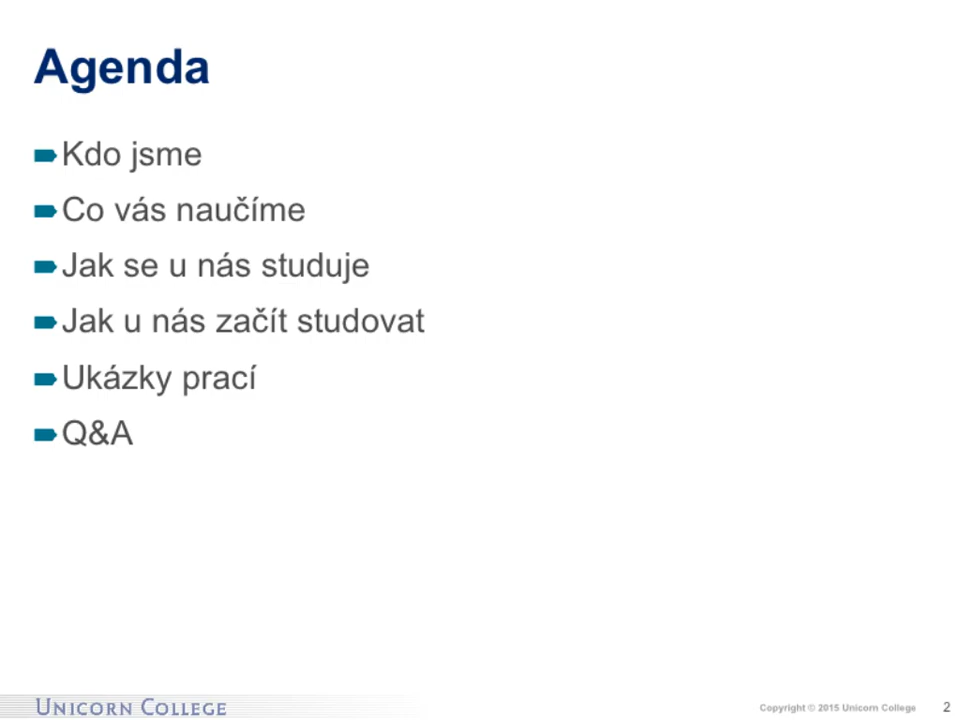 Agenda
Kdo jsme
Co vás naučíme
Jak se u nás studuje
Jak u nás začít studovat
Ukázky prací
Q&A
UNICORN COLLEGE
Copyright © 2015 Unicorn College
2